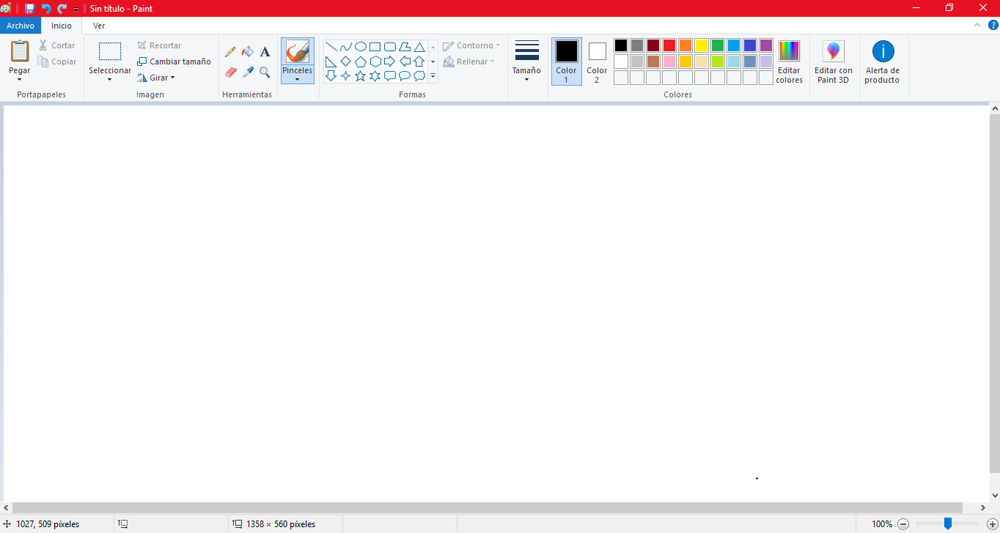 Sin título - Paint
Archivo Inicio Ver
Pegar
Cortar
Copiar
Portapapeles
Seleccionar
Recortar
Cambiar tamaño
Girar
Imagen
A
Herramientas
Pinceles
Contorno
Rellenar
Formas
Tamaño
Color
1
Color
2
Editar
colores
Colores
Editar con
Paint 3D
Alerta de
producto
1027, 509 píxeles
1358 × 560 píxeles
100%